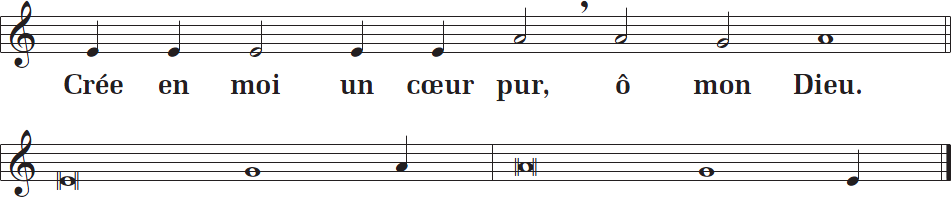 Crée en moi un cœur pur, ô mon Dieu.